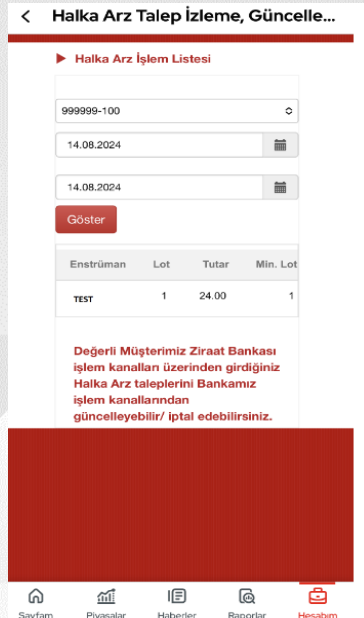 Halka Arz Talep İzleme, Güncelle...
Halka Arz İşlem Listesi
999999-100
14.08.2024
14.08.2024
Göster
Enstrüman Lot Tutar Min. Lot
TEST 1 24.00 1
Değerli Müşterimiz Ziraat Bankası
işlem kanalları üzerinden girdiğiniz
Halka Arz taleplerini Bankamız
işlem kanallarından
güncelleyebilir/ iptal edebilirsiniz.
Sayfam Piyasalar Haberler Raporlar Hesabım